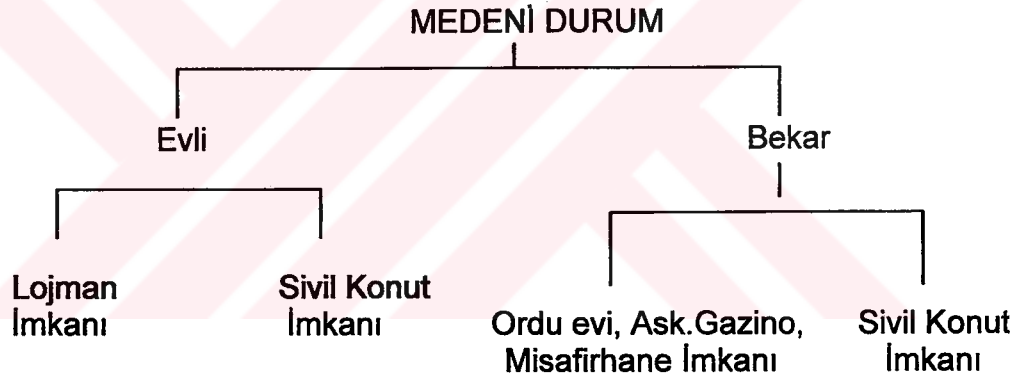 MEDENİ DURUM
Evli
Bekar
Lojman
İmkanı
Sivil Konut
İmkanı
Ordu evi, Ask.Gazino,
Misafirhane İmkanı
Sivil Konut
İmkanı